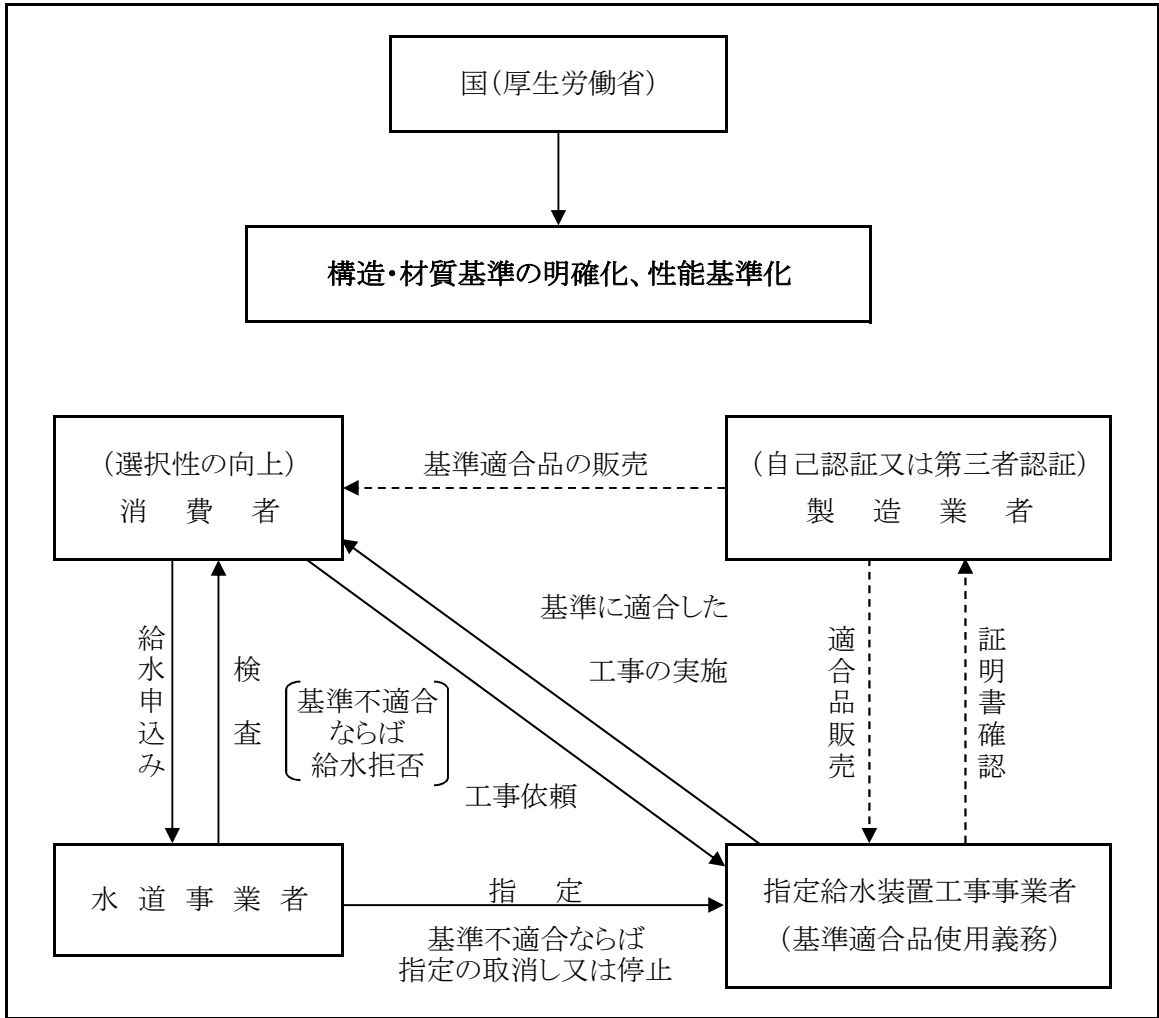 国(厚生労働省)
構造・材質基準の明確化、性能基準化
(選択性の向上)
消費者
基準適合品の販売
(自己認証又は第三者認証)
製造業者
給水申込み
検査
基準不適合
ならば
給水拒否
基準に適合した
工事の実施
工事依頼
適合品販売
証明書確認
水道事業者
指定
基準不適合ならば
指定の取消し又は停止
指定給水装置工事事業者
(基準適合品使用義務)